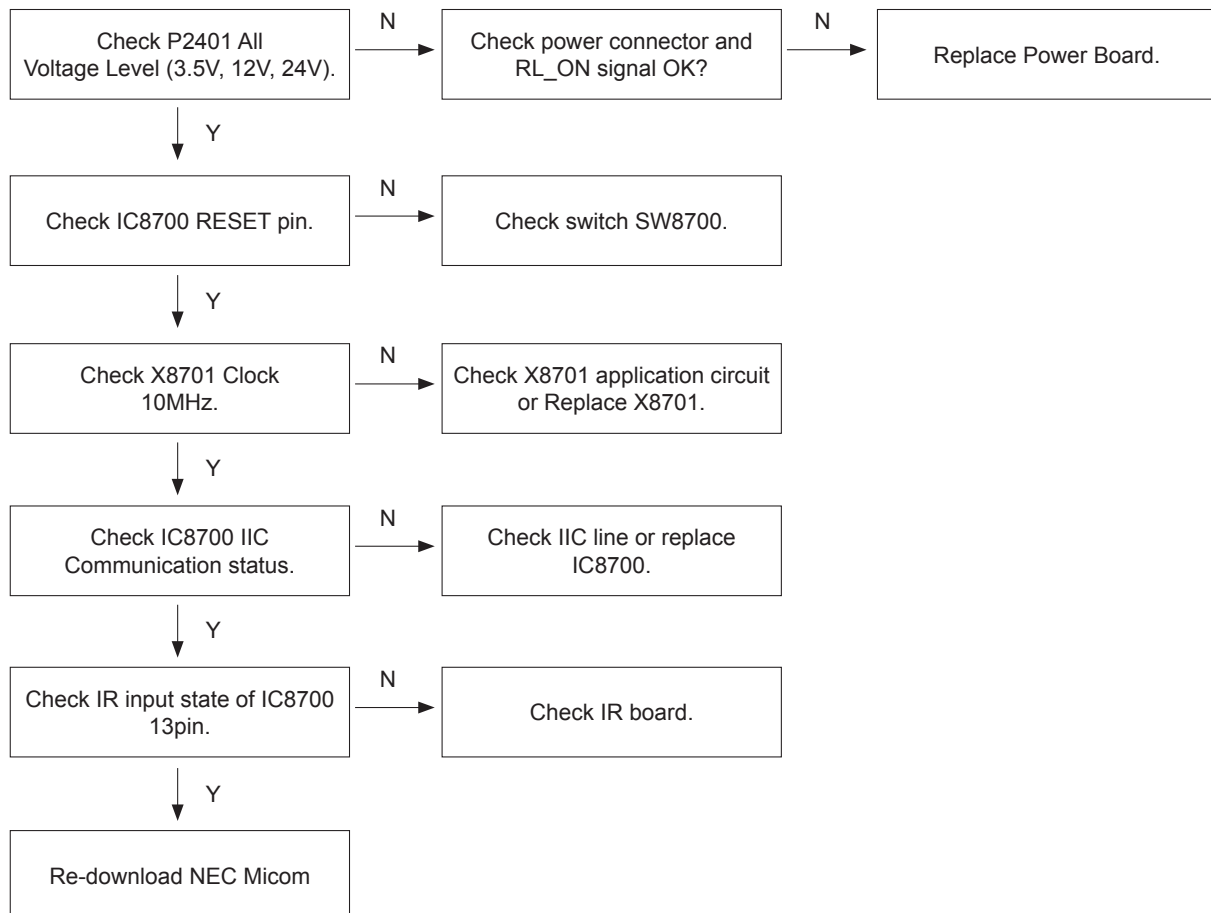 Check P2401 All
Voltage Level (3.5V, 12V, 24V).
N
Check power connector and
RL_ON signal OK?
N
Replace Power Board.
Y
Check IC8700 RESET pin.
N
Check switch SW8700.
Y
Check X8701 Clock
10MHz.
N
Check X8701 application circuit
or Replace X8701.
Y
Check IC8700 IIC
Communication status.
N
Check IIC line or replace
IC8700.
Y
Check IR input state of IC8700
13pin.
N
Check IR board.
Y
Re-download NEC Micom